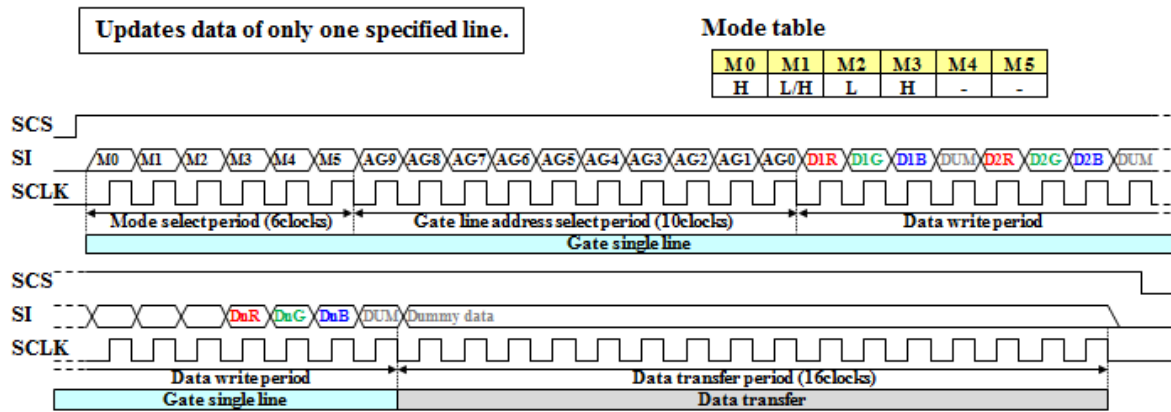 Updates data of only one specified line.
Mode table
M0 M1 M2 M3 M4 M5
H L/H L H - -
SCS
SI M0 M1 M2 M3 M4 M5 AG9 AG8 AG7 AG6 AG5 AG4 AG3 AG2 AG1 AG0 D1R D1G D1B DUM D2R D2G D2B DUM
SCLK
Mode select period (6clocks) Gate line address select period (10clocks) Data write period
Gate single line
SCS
SI DnR DnG DnB DUM Dummy data
SCLK
Data write period Data transfer period (16clocks)
Gate single line Data transfer